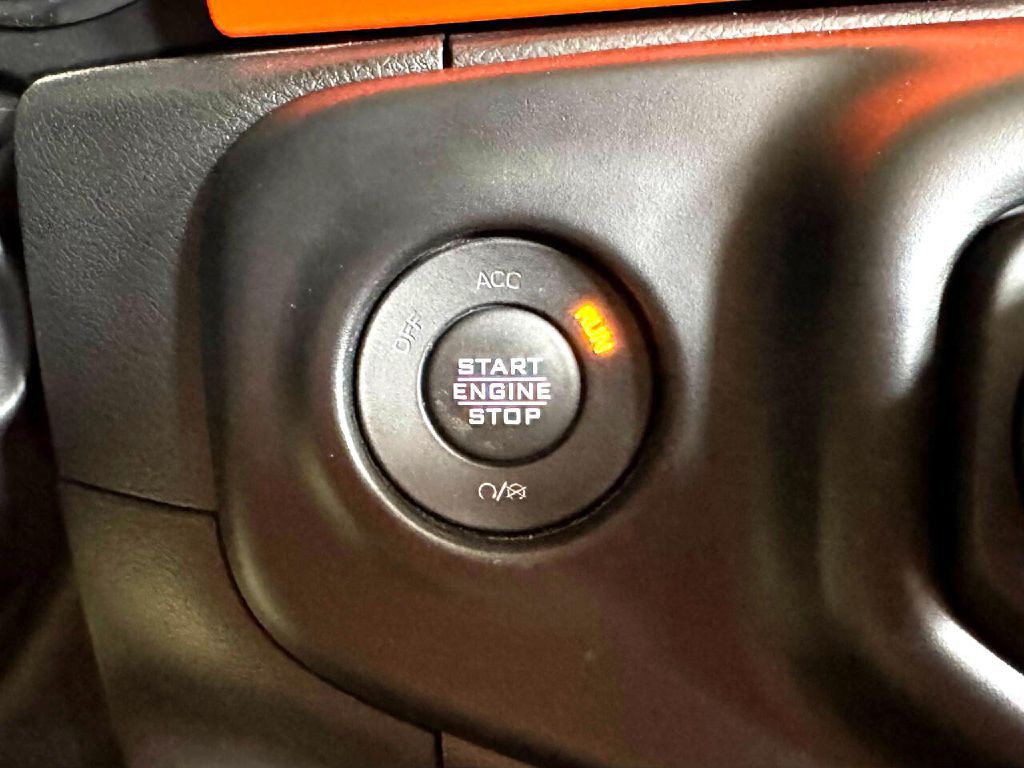 ACC
OFF
RUN
START
ENGINE
STOP